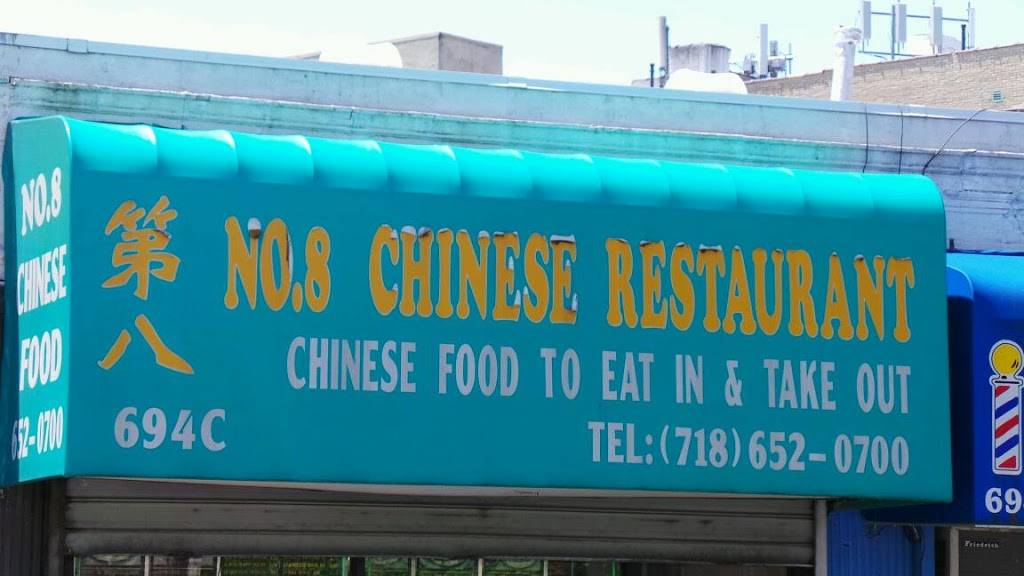 NO.8
CHINESE
FOOD
652-0700
第
八
NO.8 CHINESE RESTAURANT
CHINESE FOOD TO EAT IN & TAKE OUT
694C
TEL:(718)652-0700
69
Friedrich